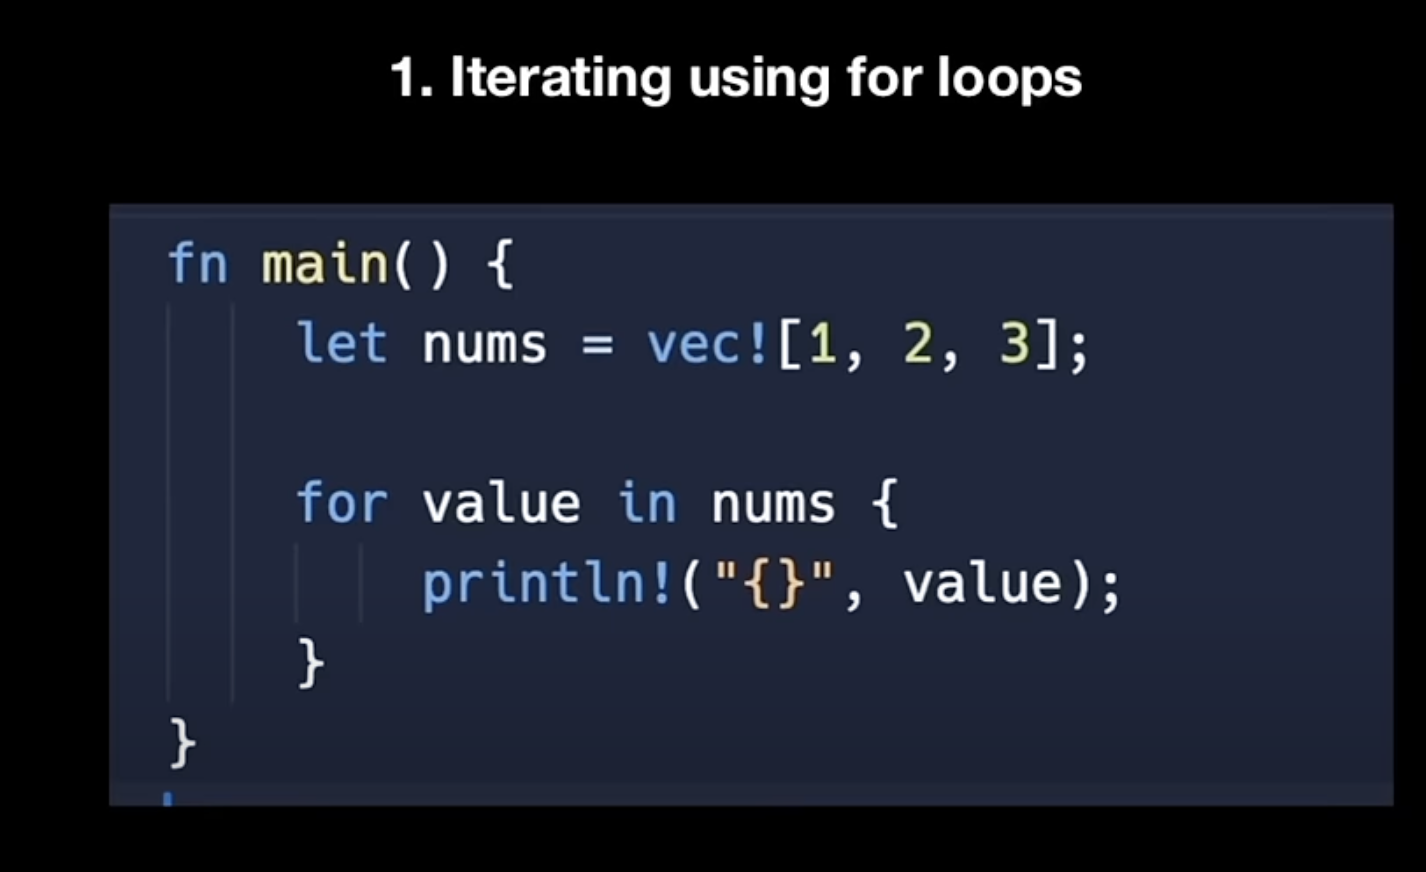 1. Iterating using for loops
fn main() {
let nums = vec![1, 2, 3];
for value in nums {
println!("{}", value);
}
}